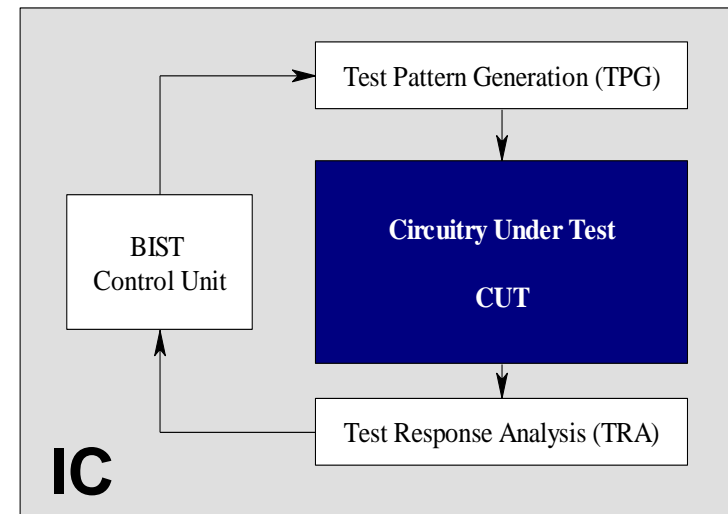 Test Pattern Generation (TPG)
Circuitry Under Test
CUT
BIST
Control Unit
Test Response Analysis (TRA)
IC